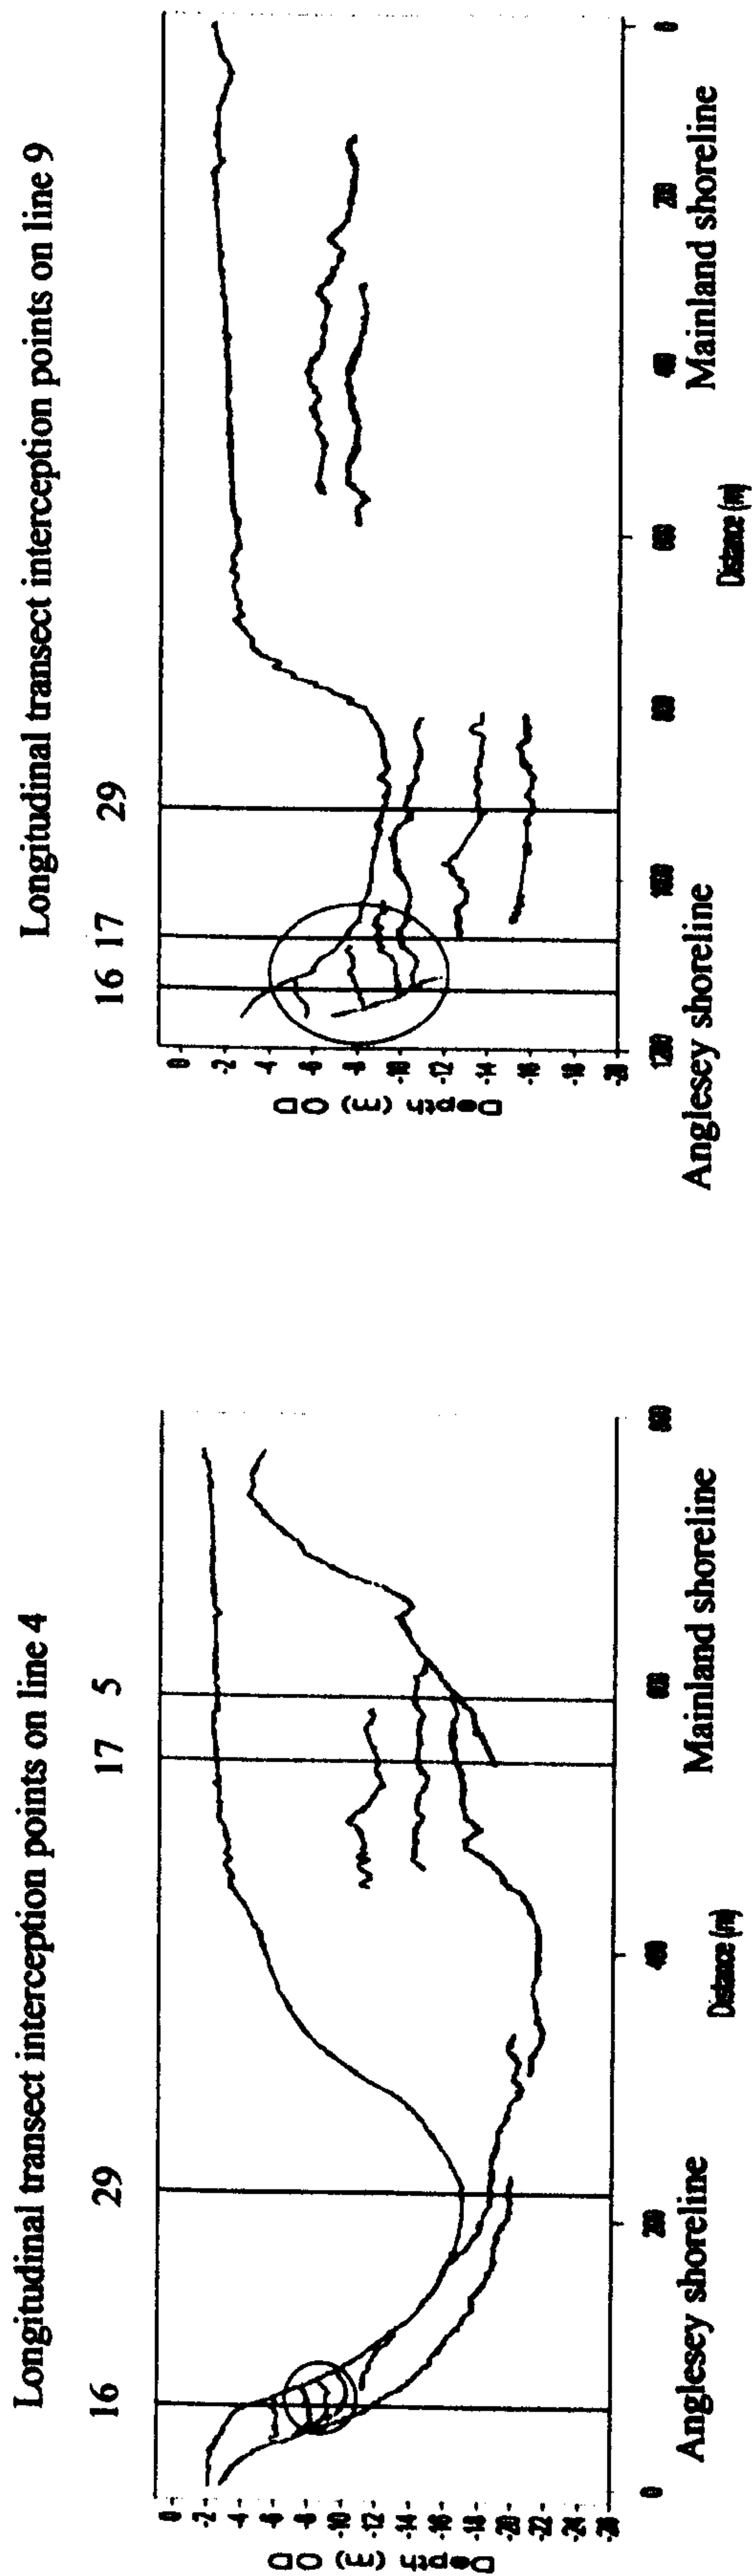 Longitudinal transect interception points on line 4
16 29 17 5
Depth (m) OD
0
-2
-4
-6
-8
-10
-12
-14
-16
-18
-20
-22
-24
-26
0 200 400 600 800
Distance (m)
Anglesey shoreline Mainland shoreline
Longitudinal transect interception points on line 9
16 17 29
Depth (m) OD
0
-2
-4
-6
-8
-10
-12
-14
-16
-18
-20
1200 1000 800 600 400 200 0
Distance (m)
Anglesey shoreline Mainland shoreline